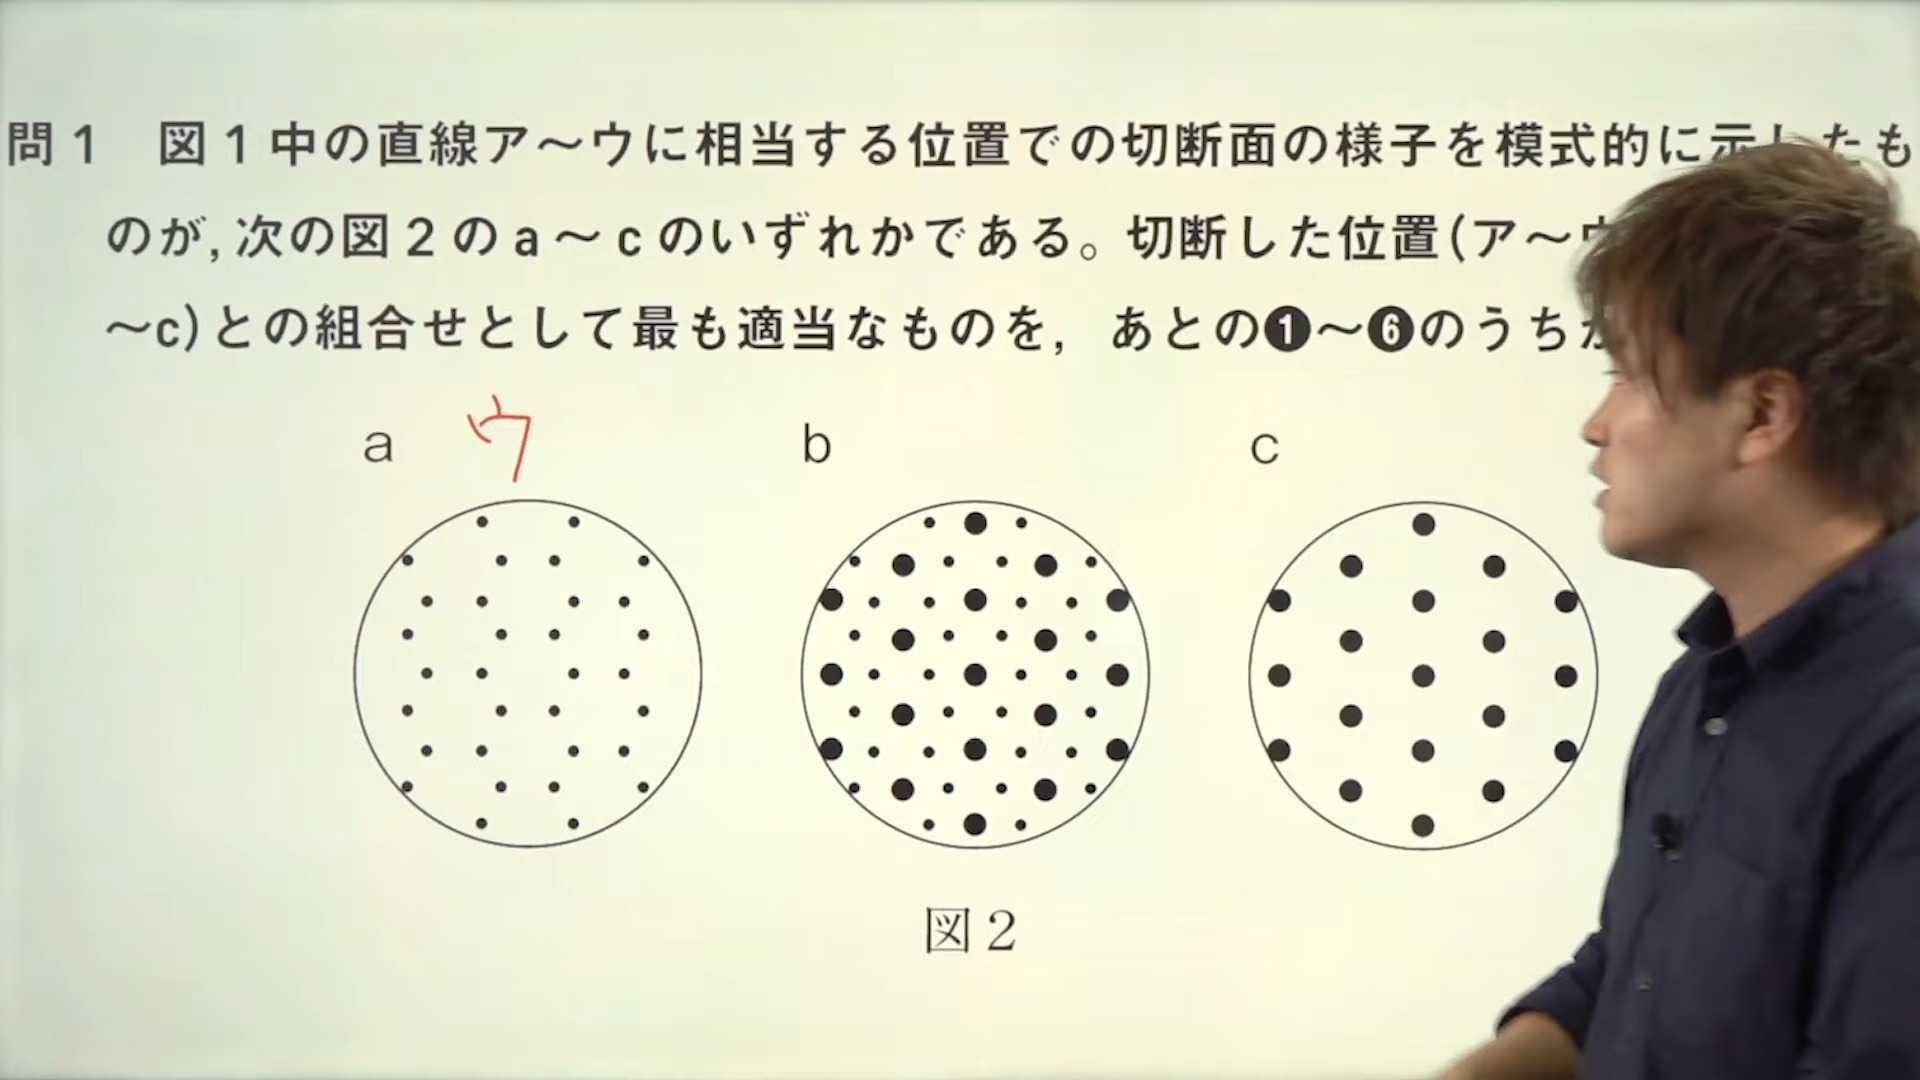 問1 図1中の直線ア～ウに相当する位置での切断面の様子を模式的に示したも
のが,次の図2のa～cのいずれかである。切断した位置(ア～ウ
～c)との組合せとして最も適当なものを, あとの❶～❻のうちか
a ウ b c
図2